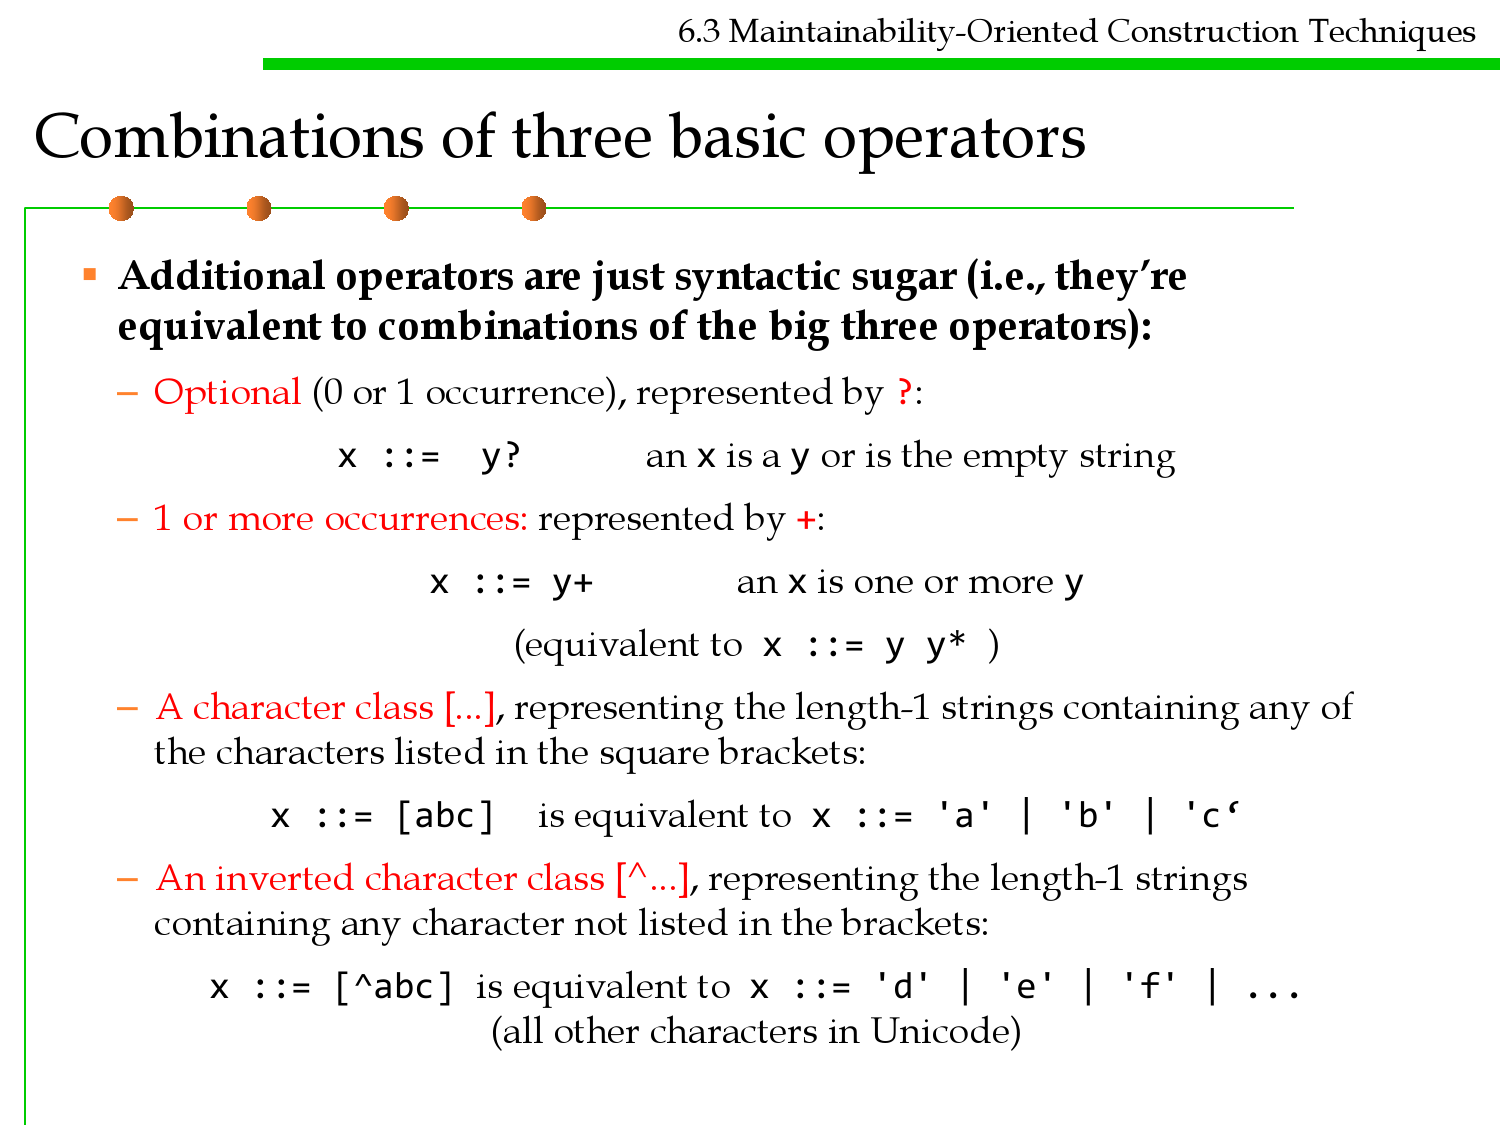 6.3 Maintainability-Oriented Construction Techniques
Combinations of three basic operators
▪ Additional operators are just syntactic sugar (i.e., they’re
equivalent to combinations of the big three operators):
– Optional (0 or 1 occurrence), represented by ?:
x ::= y? an x is a y or is the empty string
– 1 or more occurrences: represented by +:
x ::= y+ an x is one or more y
(equivalent to x ::= y y* )
– A character class [...], representing the length-1 strings containing any of
the characters listed in the square brackets:
x ::= [abc] is equivalent to x ::= 'a' | 'b' | 'c‘
– An inverted character class [^...], representing the length-1 strings
containing any character not listed in the brackets:
x ::= [^abc] is equivalent to x ::= 'd' | 'e' | 'f' | ...
(all other characters in Unicode)